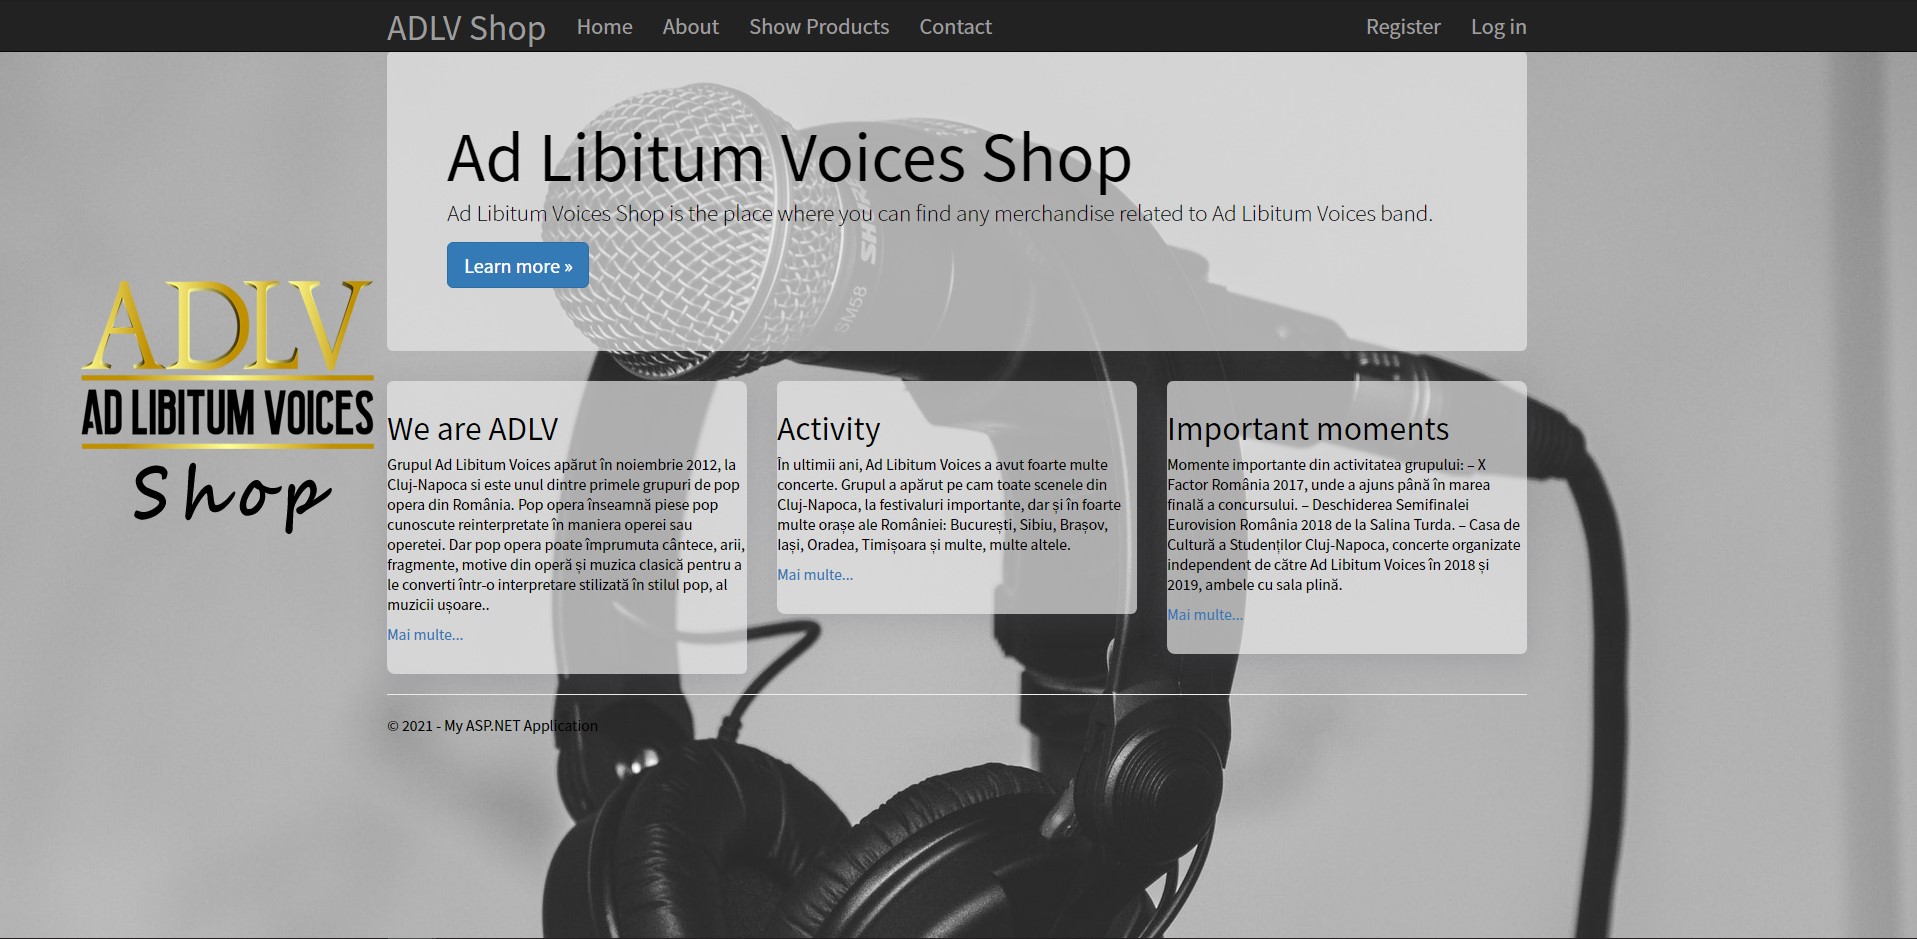 ADLV Shop Home About Show Products Contact Register Log in
Ad Libitum Voices Shop
Ad Libitum Voices Shop is the place where you can find any merchandise related to Ad Libitum Voices band.
Learn more »
SHURE
SM58
ADLV
AD LIBITUM VOICES
Shop
We are ADLV
Grupul Ad Libitum Voices apărut în noiembrie 2012, la
Cluj-Napoca si este unul dintre primele grupuri de pop
opera din România. Pop opera înseamnă piese pop
cunoscute reinterpretate în maniera operei sau
operetei. Dar pop opera poate împrumuta cântece, arii,
fragmente, motive din operă și muzica clasică pentru a
le converti într-o interpretare stilizată în stilul pop, al
muzicii ușoare..
Mai multe...
Activity
În ultimii ani, Ad Libitum Voices a avut foarte multe
concerte. Grupul a apărut pe cam toate scenele din
Cluj-Napoca, la festivaluri importante, dar și în foarte
multe orașe ale României: București, Sibiu, Brașov,
Iași, Oradea, Timișoara și multe, multe altele.
Mai multe...
Important moments
Momente importante din activitatea grupului: – X
Factor România 2017, unde a ajuns până în marea
finală a concursului. – Deschiderea Semifinalei
Eurovision România 2018 de la Salina Turda. – Casa de
Cultură a Studenților Cluj-Napoca, concerte organizate
independent de către Ad Libitum Voices în 2018 și
2019, ambele cu sala plină.
Mai multe...
© 2021 - My ASP.NET Application